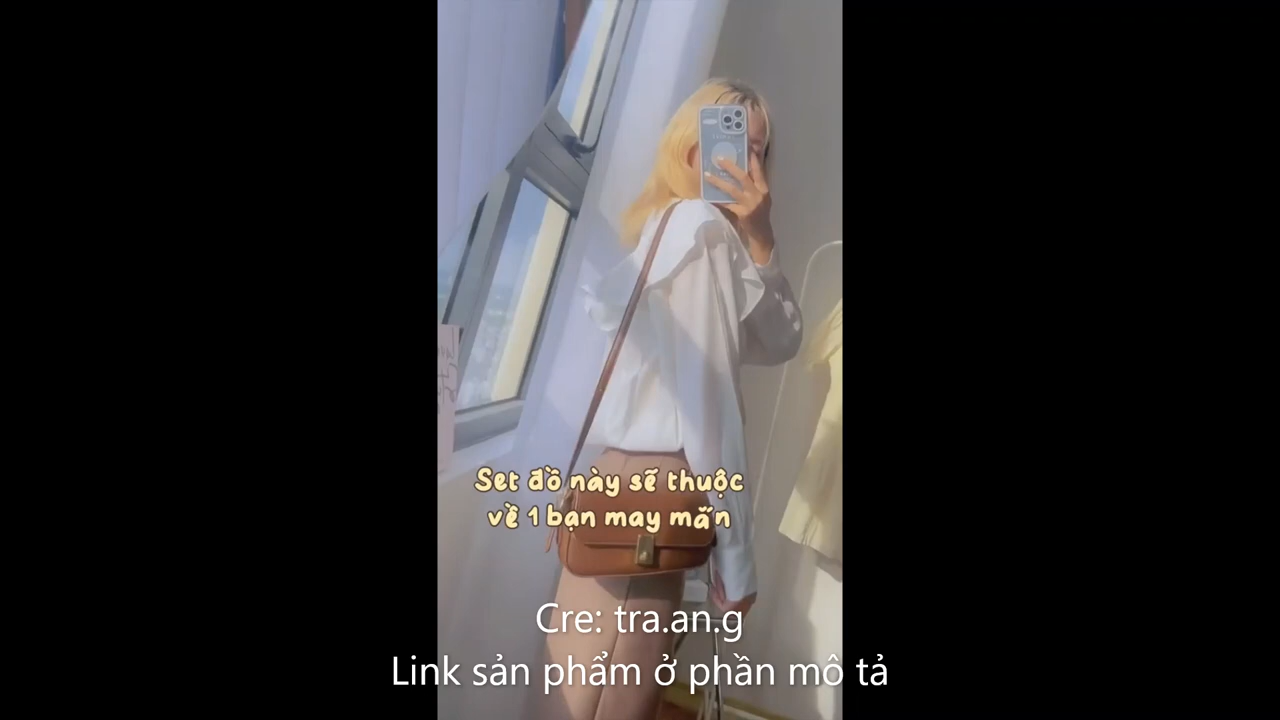 Set đồ này sẽ thuộc
về 1 bạn may mắn
Cre: tra.an.g
Link sản phẩm ở phần mô tả